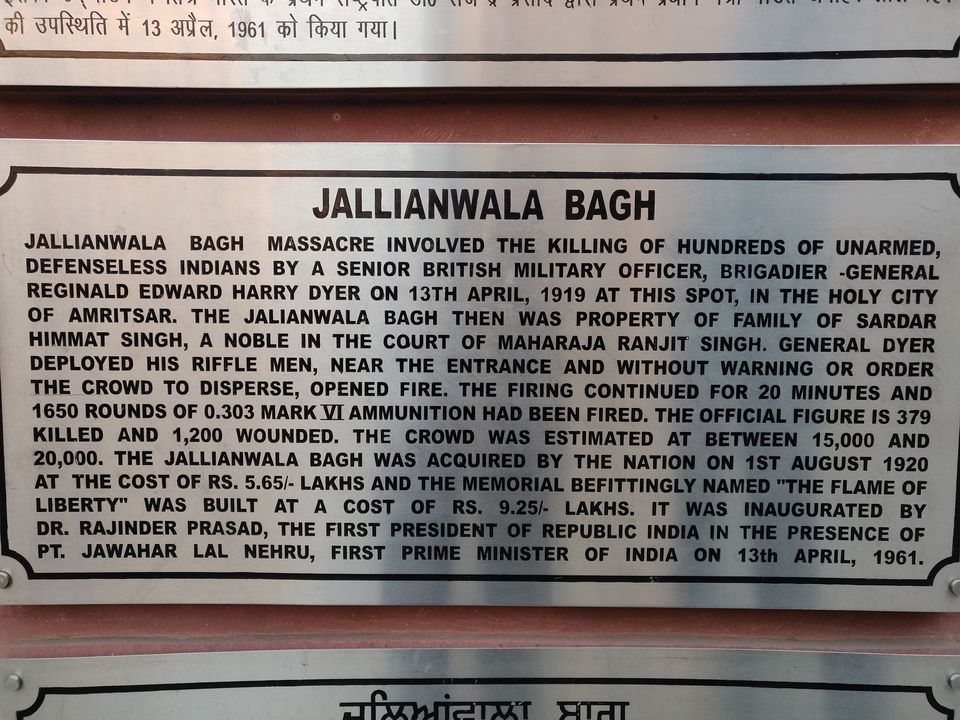 की उपस्थिति में 13 अप्रैल, 1961 को किया गया।
JALLIANWALA BAGH
JALLIANWALA BAGH MASSACRE INVOLVED THE KILLING OF HUNDREDS OF UNARMED,
DEFENSELESS INDIANS BY A SENIOR BRITISH MILITARY OFFICER, BRIGADIER -GENERAL
REGINALD EDWARD HARRY DYER ON 13TH APRIL, 1919 AT THIS SPOT, IN THE HOLY CITY
OF AMRITSAR. THE JALIANWALA BAGH THEN WAS PROPERTY OF FAMILY OF SARDAR
HIMMAT SINGH, A NOBLE IN THE COURT OF MAHARAJA RANJIT SINGH. GENERAL DYER
DEPLOYED HIS RIFFLE MEN, NEAR THE ENTRANCE AND WITHOUT WARNING OR ORDER
THE CROWD TO DISPERSE, OPENED FIRE. THE FIRING CONTINUED FOR 20 MINUTES AND
1650 ROUNDS OF 0.303 MARK VI AMMUNITION HAD BEEN FIRED. THE OFFICIAL FIGURE IS 379
KILLED AND 1,200 WOUNDED. THE CROWD WAS ESTIMATED AT BETWEEN 15,000 AND
20,000. THE JALLIANWALA BAGH WAS ACQUIRED BY THE NATION ON 1ST AUGUST 1920
AT THE COST OF RS. 5.65/- LAKHS AND THE MEMORIAL BEFITTINGLY NAMED "THE FLAME OF
LIBERTY" WAS BUILT AT A COST OF RS. 9.25/- LAKHS. IT WAS INAUGURATED BY
DR. RAJINDER PRASAD, THE FIRST PRESIDENT OF REPUBLIC INDIA IN THE PRESENCE OF
PT. JAWAHAR LAL NEHRU, FIRST PRIME MINISTER OF INDIA ON 13th APRIL, 1961.
ਜਲਿਆਂਵਾਲਾ ਬਾਗ